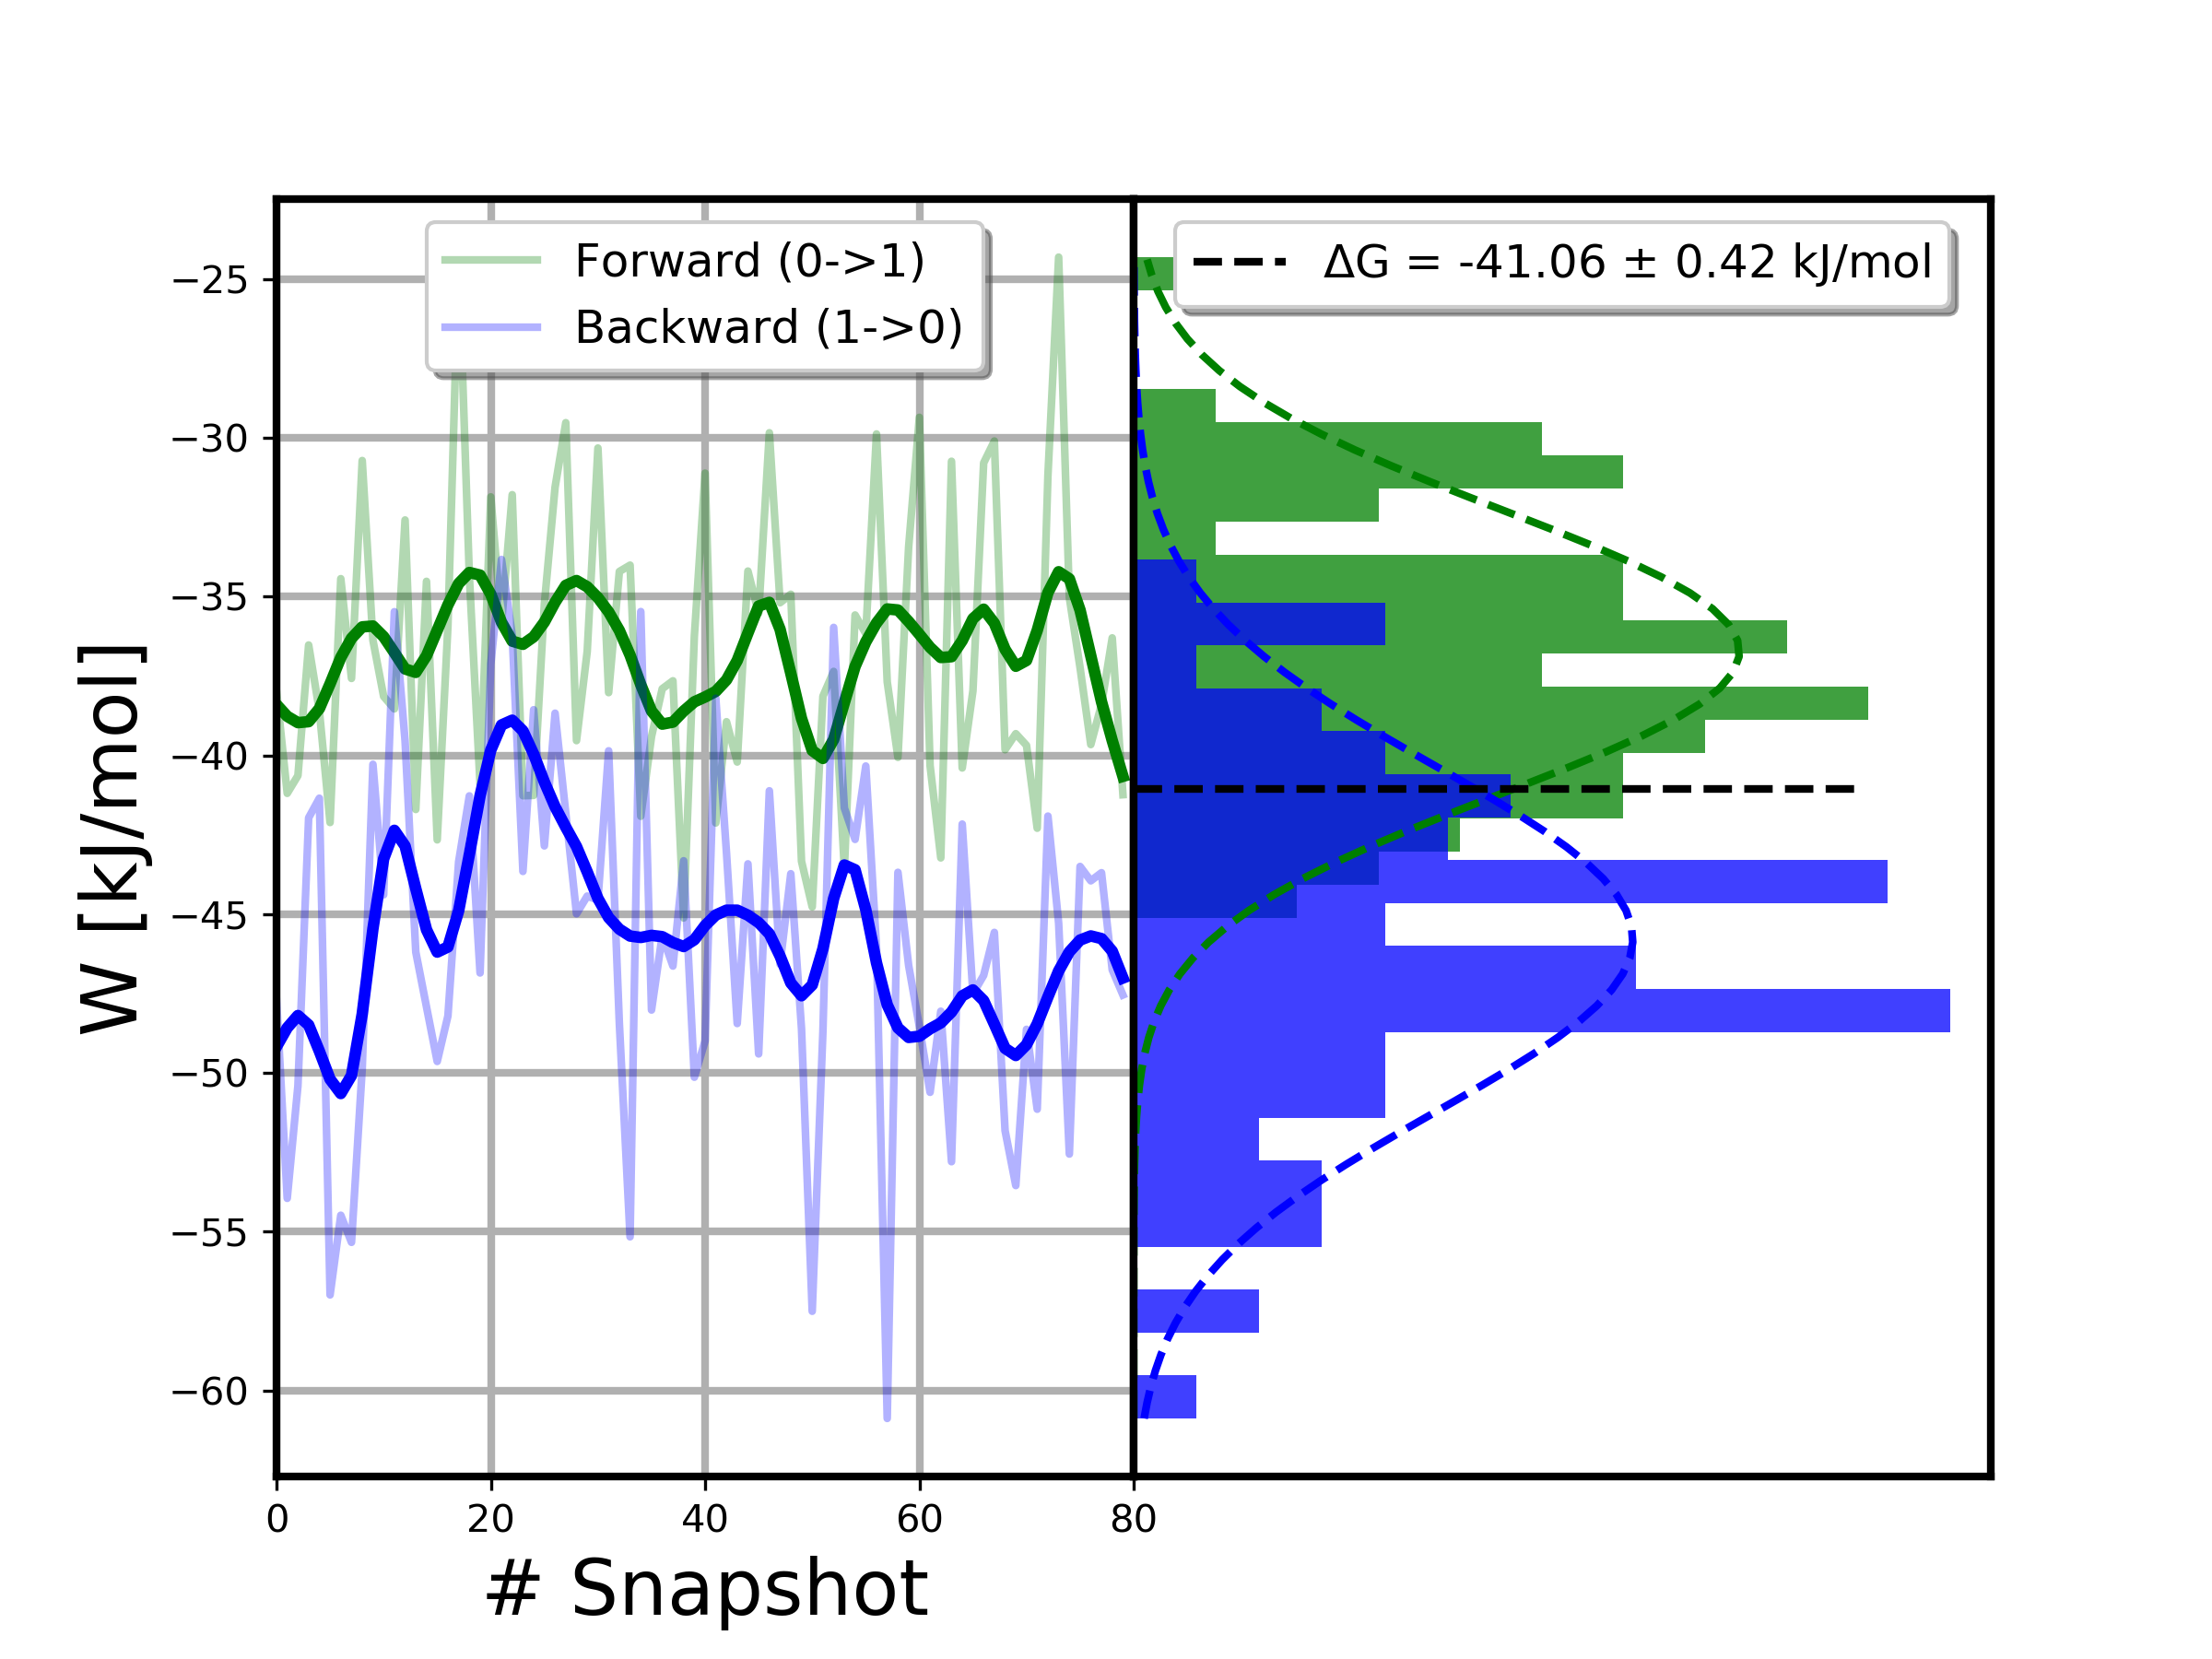 Forward (0->1)
Backward (1->0)
ΔG = -41.06 ± 0.42 kJ/mol
−25
−30
−35
−40
−45
−50
−55
−60
W [kJ/mol]
0 20 40 60 80
# Snapshot